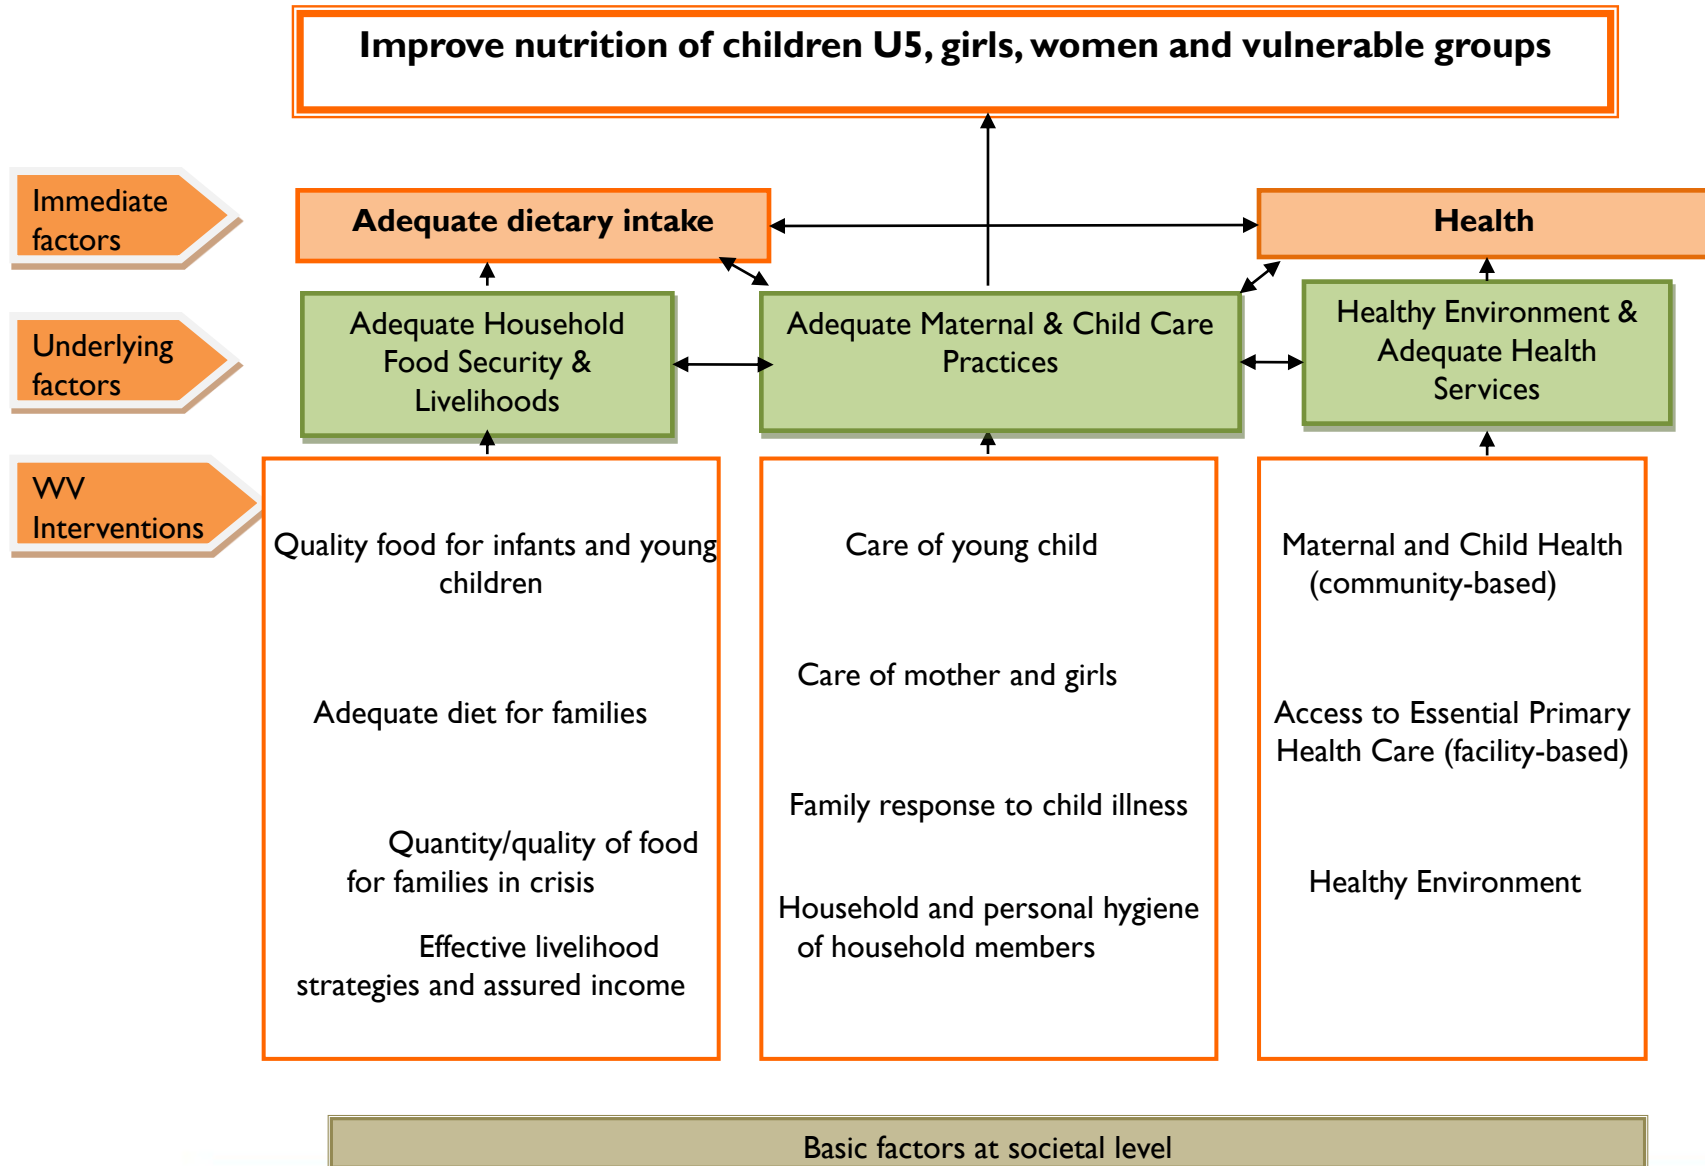 Improve nutrition of children U5, girls, women and vulnerable groups
Immediate
factors
Adequate dietary intake
Health
Underlying
factors
Adequate Household
Food Security &
Livelihoods
Adequate Maternal & Child Care
Practices
Healthy Environment &
Adequate Health
Services
WV
Interventions
Quality food for infants and young
children
Adequate diet for families
Quantity/quality of food
for families in crisis
Effective livelihood
strategies and assured income
Care of young child
Care of mother and girls
Family response to child illness
Household and personal hygiene
of household members
Maternal and Child Health
(community-based)
Access to Essential Primary
Health Care (facility-based)
Healthy Environment
Basic factors at societal level